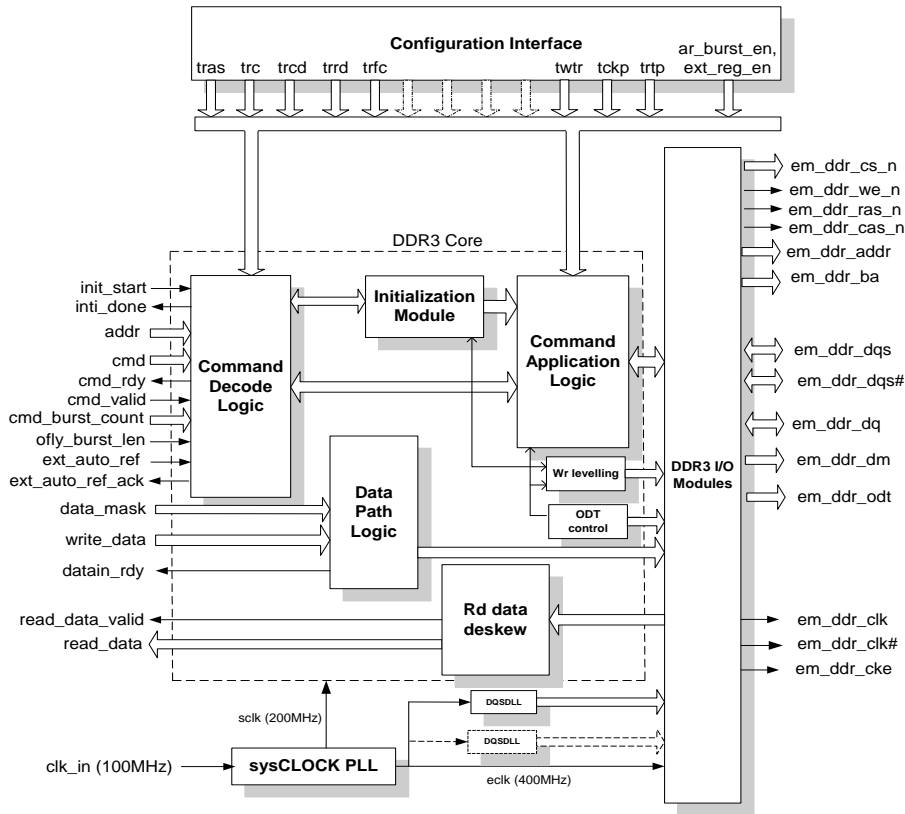 Configuration Interface
ar_burst_en,
ext_reg_en
tras trc trcd trrd trfc twtr tckp trtp
DDR3 Core
init_start
inti_done
addr
cmd
cmd_rdy
cmd_valid
cmd_burst_count
ofly_burst_len
ext_auto_ref
ext_auto_ref_ack
data_mask
write_data
datain_rdy
read_data_valid
read_data
Command
Decode
Logic
Initialization
Module
Command
Application
Logic
Wr levelling
ODT
control
Data
Path
Logic
Rd data
deskew
DDR3 I/O
Modules
em_ddr_cs_n
em_ddr_we_n
em_ddr_ras_n
em_ddr_cas_n
em_ddr_addr
em_ddr_ba
em_ddr_dqs
em_ddr_dqs#
em_ddr_dq
em_ddr_dm
em_ddr_odt
em_ddr_clk
em_ddr_clk#
em_ddr_cke
sclk (200MHz)
DQSDLL
DQSDLL
clk_in (100MHz)
sysCLOCK PLL
eclk (400MHz)